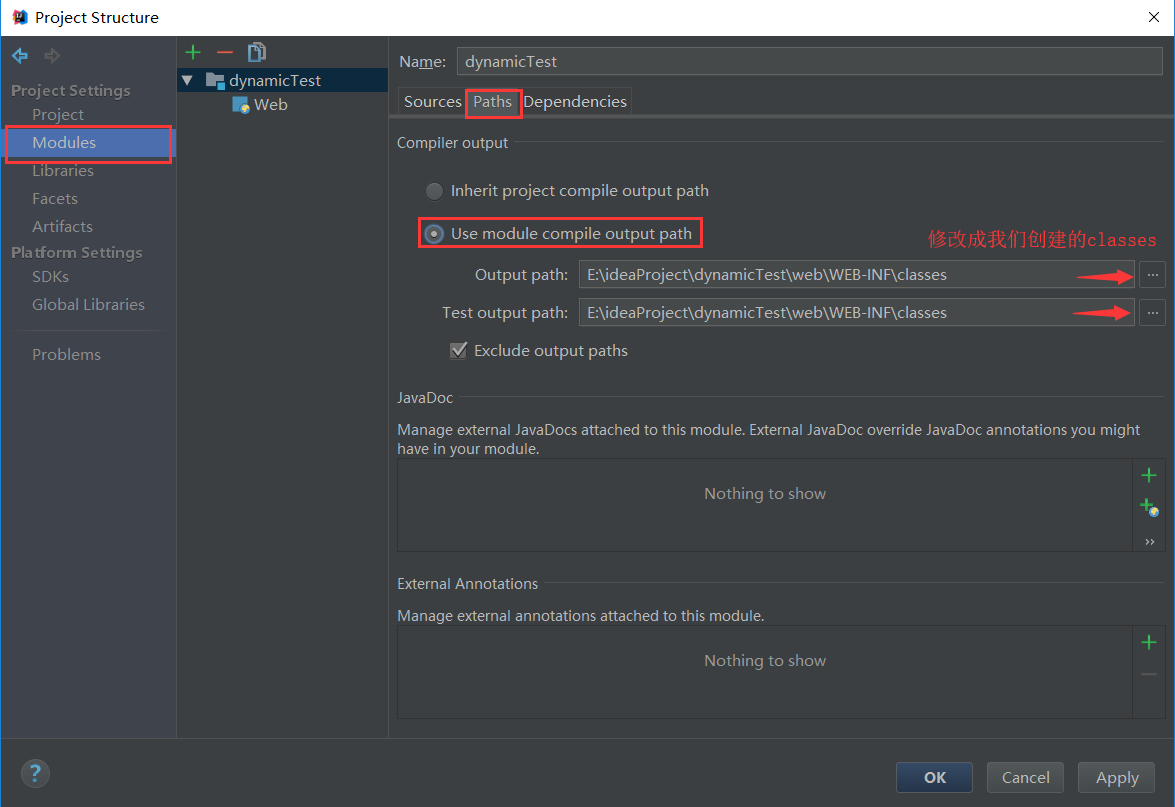 Project Structure
Project Settings
Project
Modules
Libraries
Facets
Artifacts
Platform Settings
SDKs
Global Libraries
Problems
dynamicTest
Web
Name: dynamicTest
Sources Paths Dependencies
Compiler output
Inherit project compile output path
Use module compile output path
修改成我们创建的classes
Output path: E:\ideaProject\dynamicTest\web\WEB-INF\classes ...
Test output path: E:\ideaProject\dynamicTest\web\WEB-INF\classes ...
Exclude output paths
JavaDoc
Manage external JavaDocs attached to this module. External JavaDoc override JavaDoc annotations you might
have in your module.
Nothing to show
External Annotations
Manage external annotations attached to this module.
Nothing to show
?
OK Cancel Apply